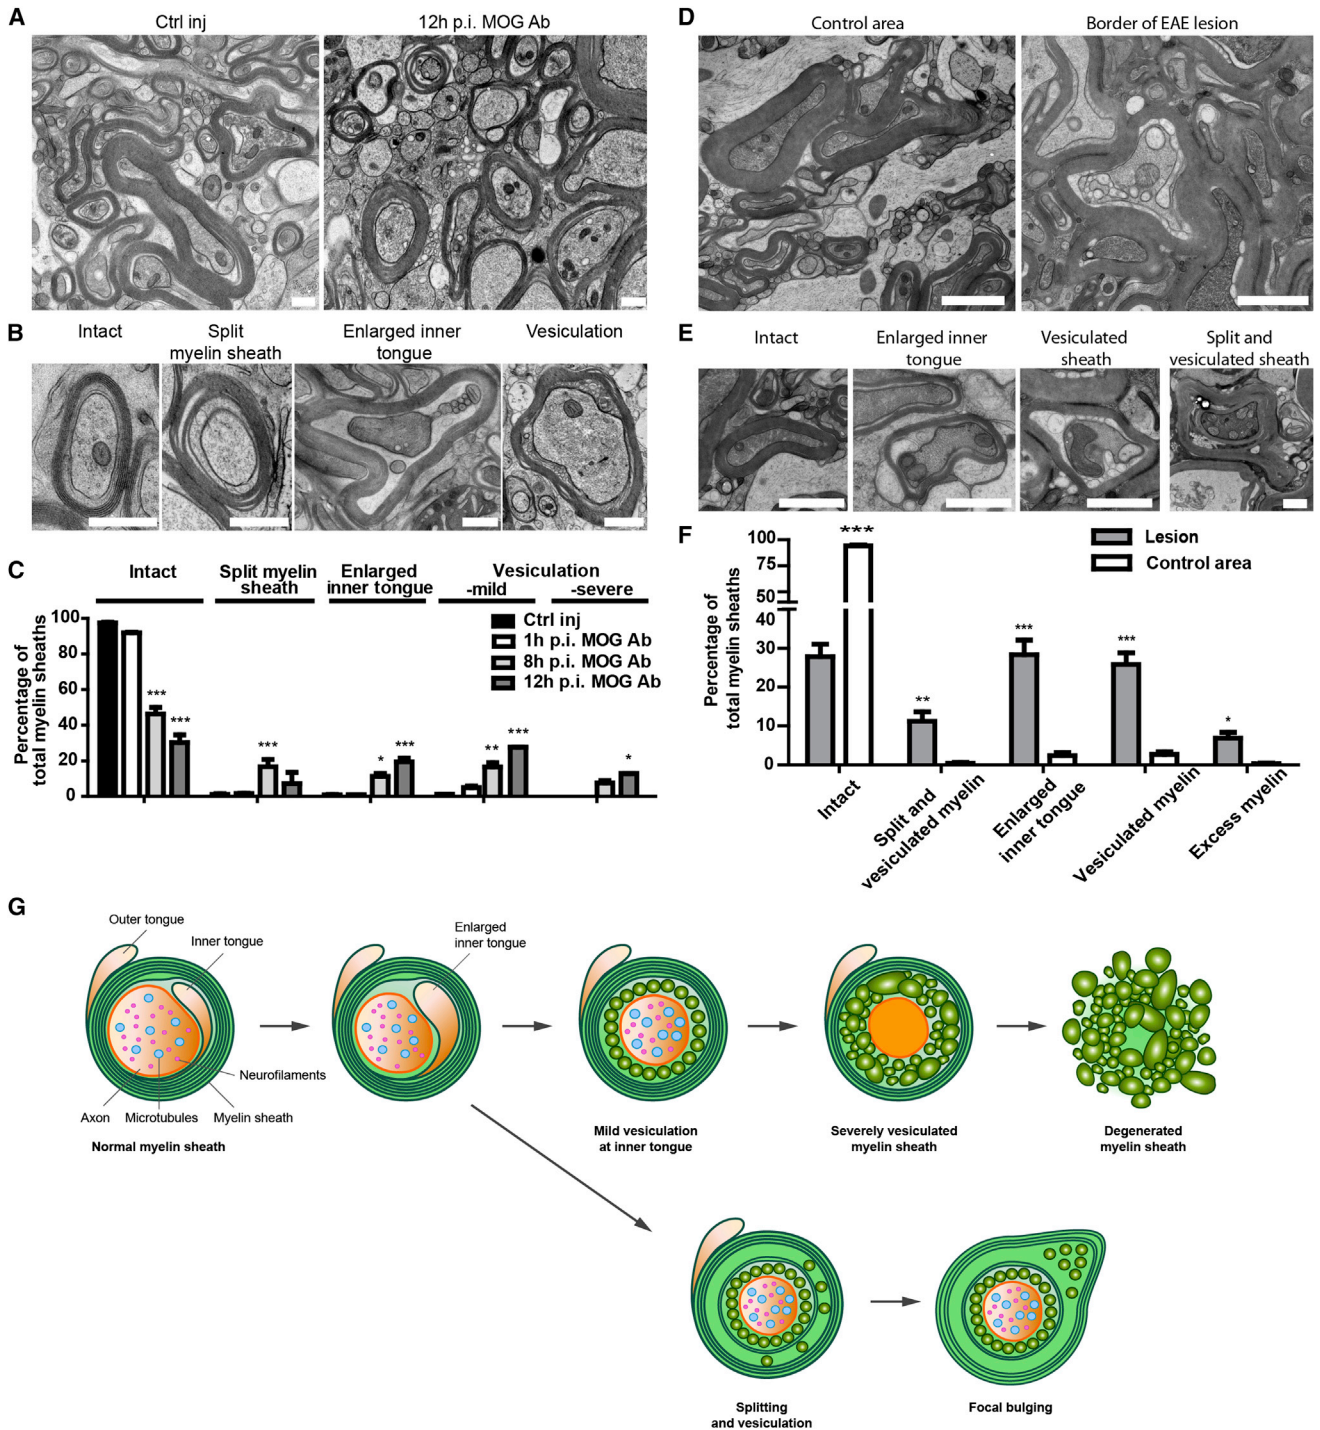 A
Ctrl inj
12h p.i. MOG Ab
B
Intact
Split
myelin sheath
Enlarged inner
tongue
Vesiculation
C
Intact
Split myelin
sheath
Enlarged
inner tongue
Vesiculation
-mild
-severe
Percentage of
total myelin sheaths
100
80
60
40
20
0
Ctrl inj
1h p.i. MOG Ab
8h p.i. MOG Ab
12h p.i. MOG Ab
***
***
***
*
***
**
***
*
D
Control area
Border of EAE lesion
E
Intact
Enlarged inner
tongue
Vesiculated
sheath
Split and
vesiculated sheath
F
Percentage of
total myelin sheaths
100
75
50
40
30
20
10
0
***
**
***
***
*
Lesion
Control area
Intact
Split and
vesiculated myelin
Enlarged
inner tongue
Vesiculated myelin
Excess myelin
G
Outer tongue
Inner tongue
Enlarged
inner tongue
Neurofilaments
Axon
Microtubules
Myelin sheath
Normal myelin sheath
Mild vesiculation
at inner tongue
Severely vesiculated
myelin sheath
Degenerated
myelin sheath
Splitting
and vesiculation
Focal bulging